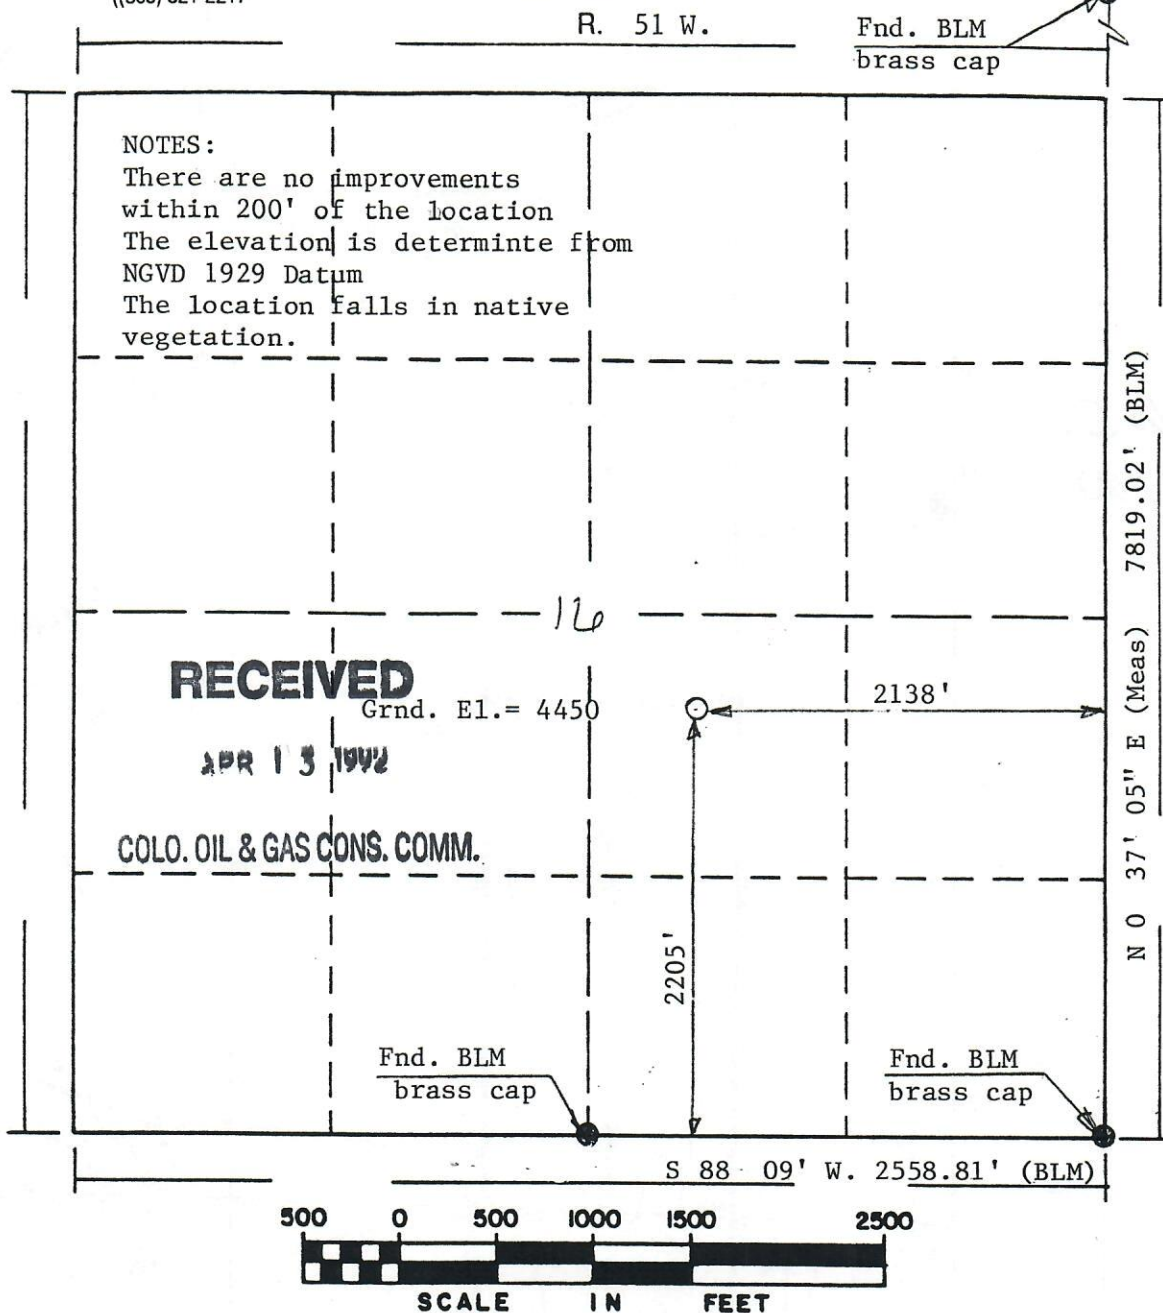 R. 51 W.
Fnd. BLM
brass cap
NOTES:
There are no improvements
within 200' of the location
The elevation is determinte from
NGVD 1929 Datum
The location falls in native
vegetation.
7819.02' (BLM)
N 0 37' 05" E (Meas)
16
RECEIVED
Grnd. El.= 4450
2138'
APR 13 1992
COLO. OIL & GAS CONS. COMM.
2205'
Fnd. BLM
brass cap
Fnd. BLM
brass cap
S 88 09' W. 2558.81' (BLM)
500 0 500 1000 1500 2500
SCALE IN FEET